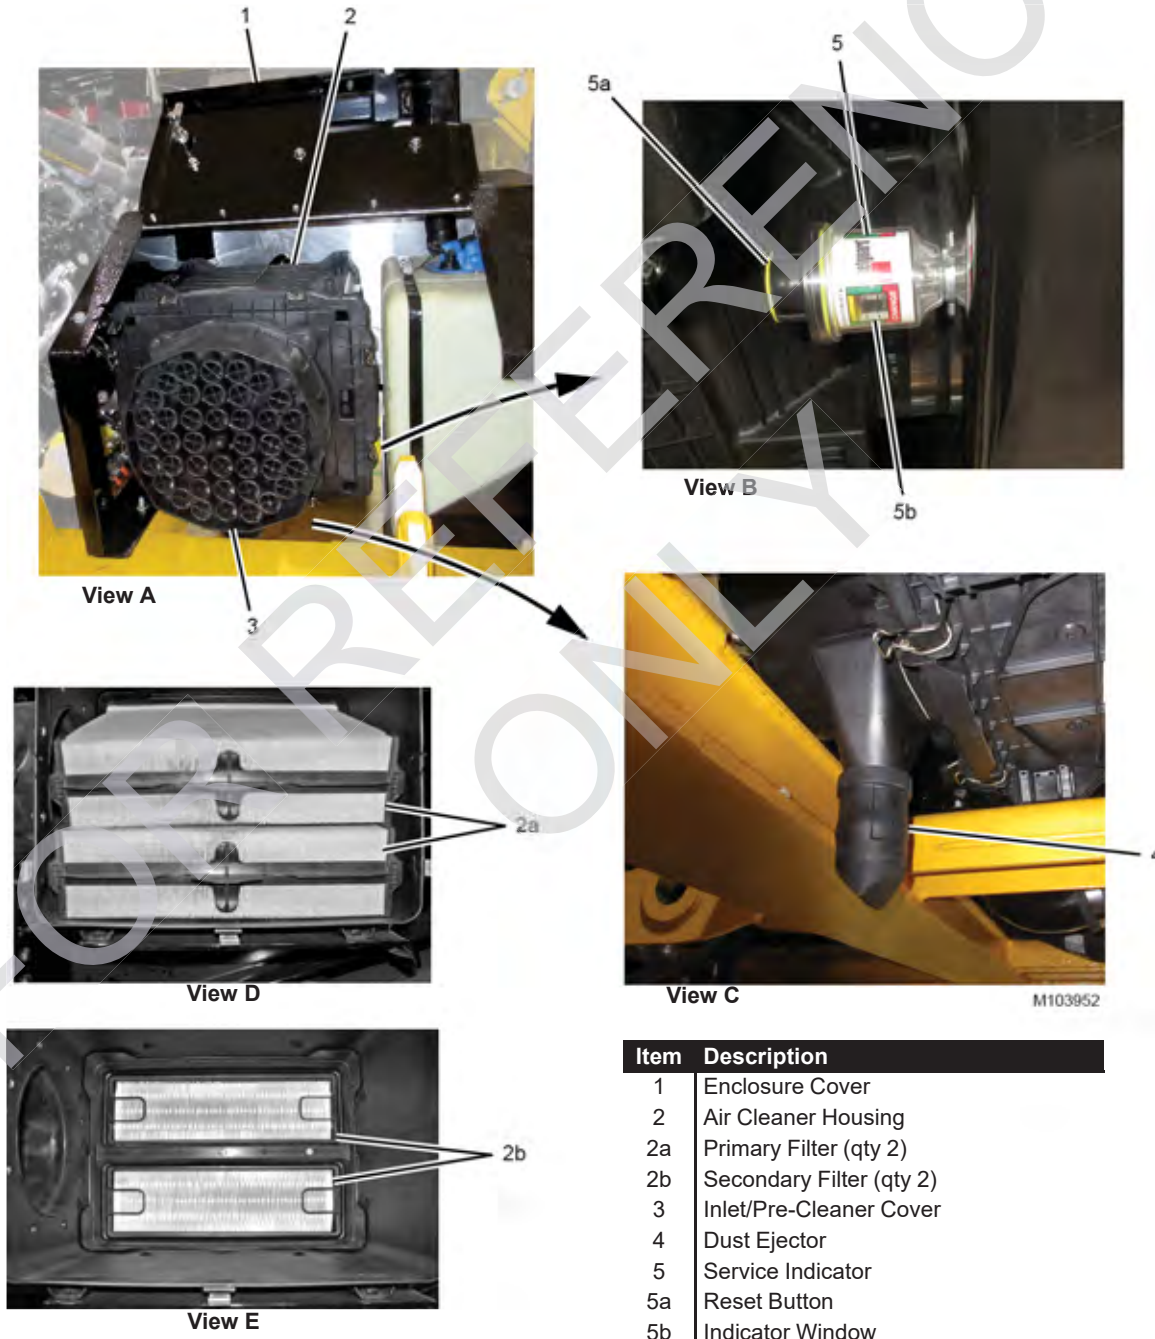 1
2
5
5a
View B
5b
View A
3
2a
4
View D
View C
M103952
2b
View E
Item Description
1 Enclosure Cover
2 Air Cleaner Housing
2a Primary Filter (qty 2)
2b Secondary Filter (qty 2)
3 Inlet/Pre-Cleaner Cover
4 Dust Ejector
5 Service Indicator
5a Reset Button
5b Indicator Window
FOR REFERENC
ONLY